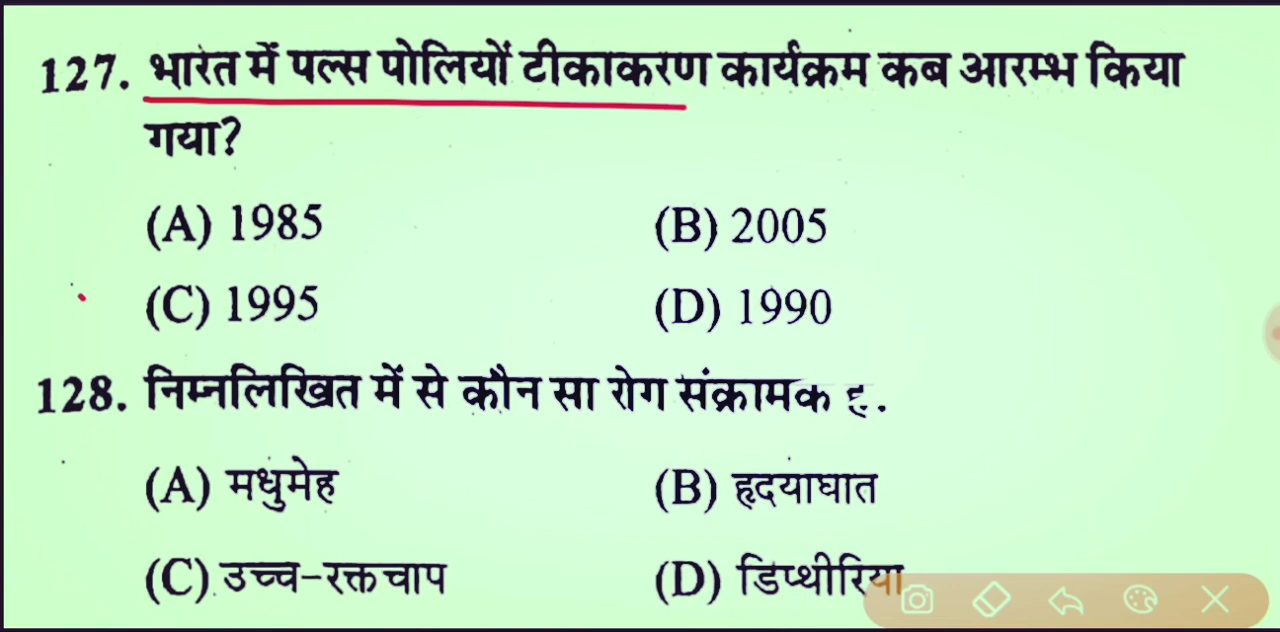 127. भारत में पल्स पोलियों टीकाकरण कार्यक्रम कब आरम्भ किया
गया?
(A) 1985 (B) 2005
(C) 1995 (D) 1990
128. निम्नलिखित में से कौन सा रोग संक्रामक
(A) मधुमेह (B) हृदयाघात
(C) उच्च-रक्तचाप (D) डिप्थीरिया